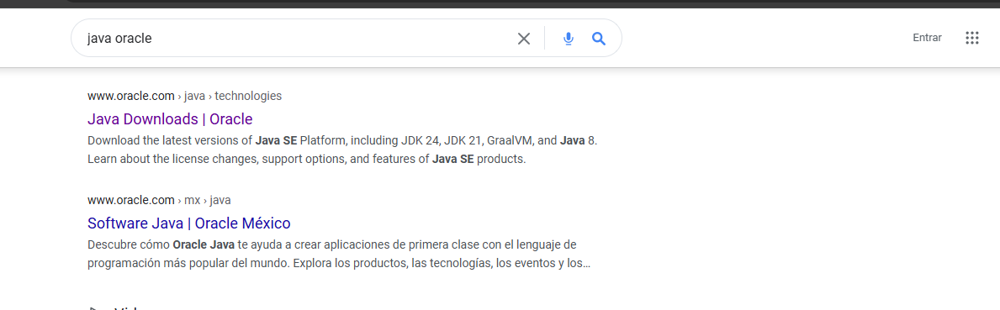 java oracle
Entrar
www.oracle.com › java › technologies
Java Downloads | Oracle
Download the latest versions of Java SE Platform, including JDK 24, JDK 21, GraalVM, and Java 8.
Learn about the license changes, support options, and features of Java SE products.
www.oracle.com › mx › java
Software Java | Oracle México
Descubre cómo Oracle Java te ayuda a crear aplicaciones de primera clase con el lenguaje de
programación más popular del mundo. Explora los productos, las tecnologías, los eventos y los…